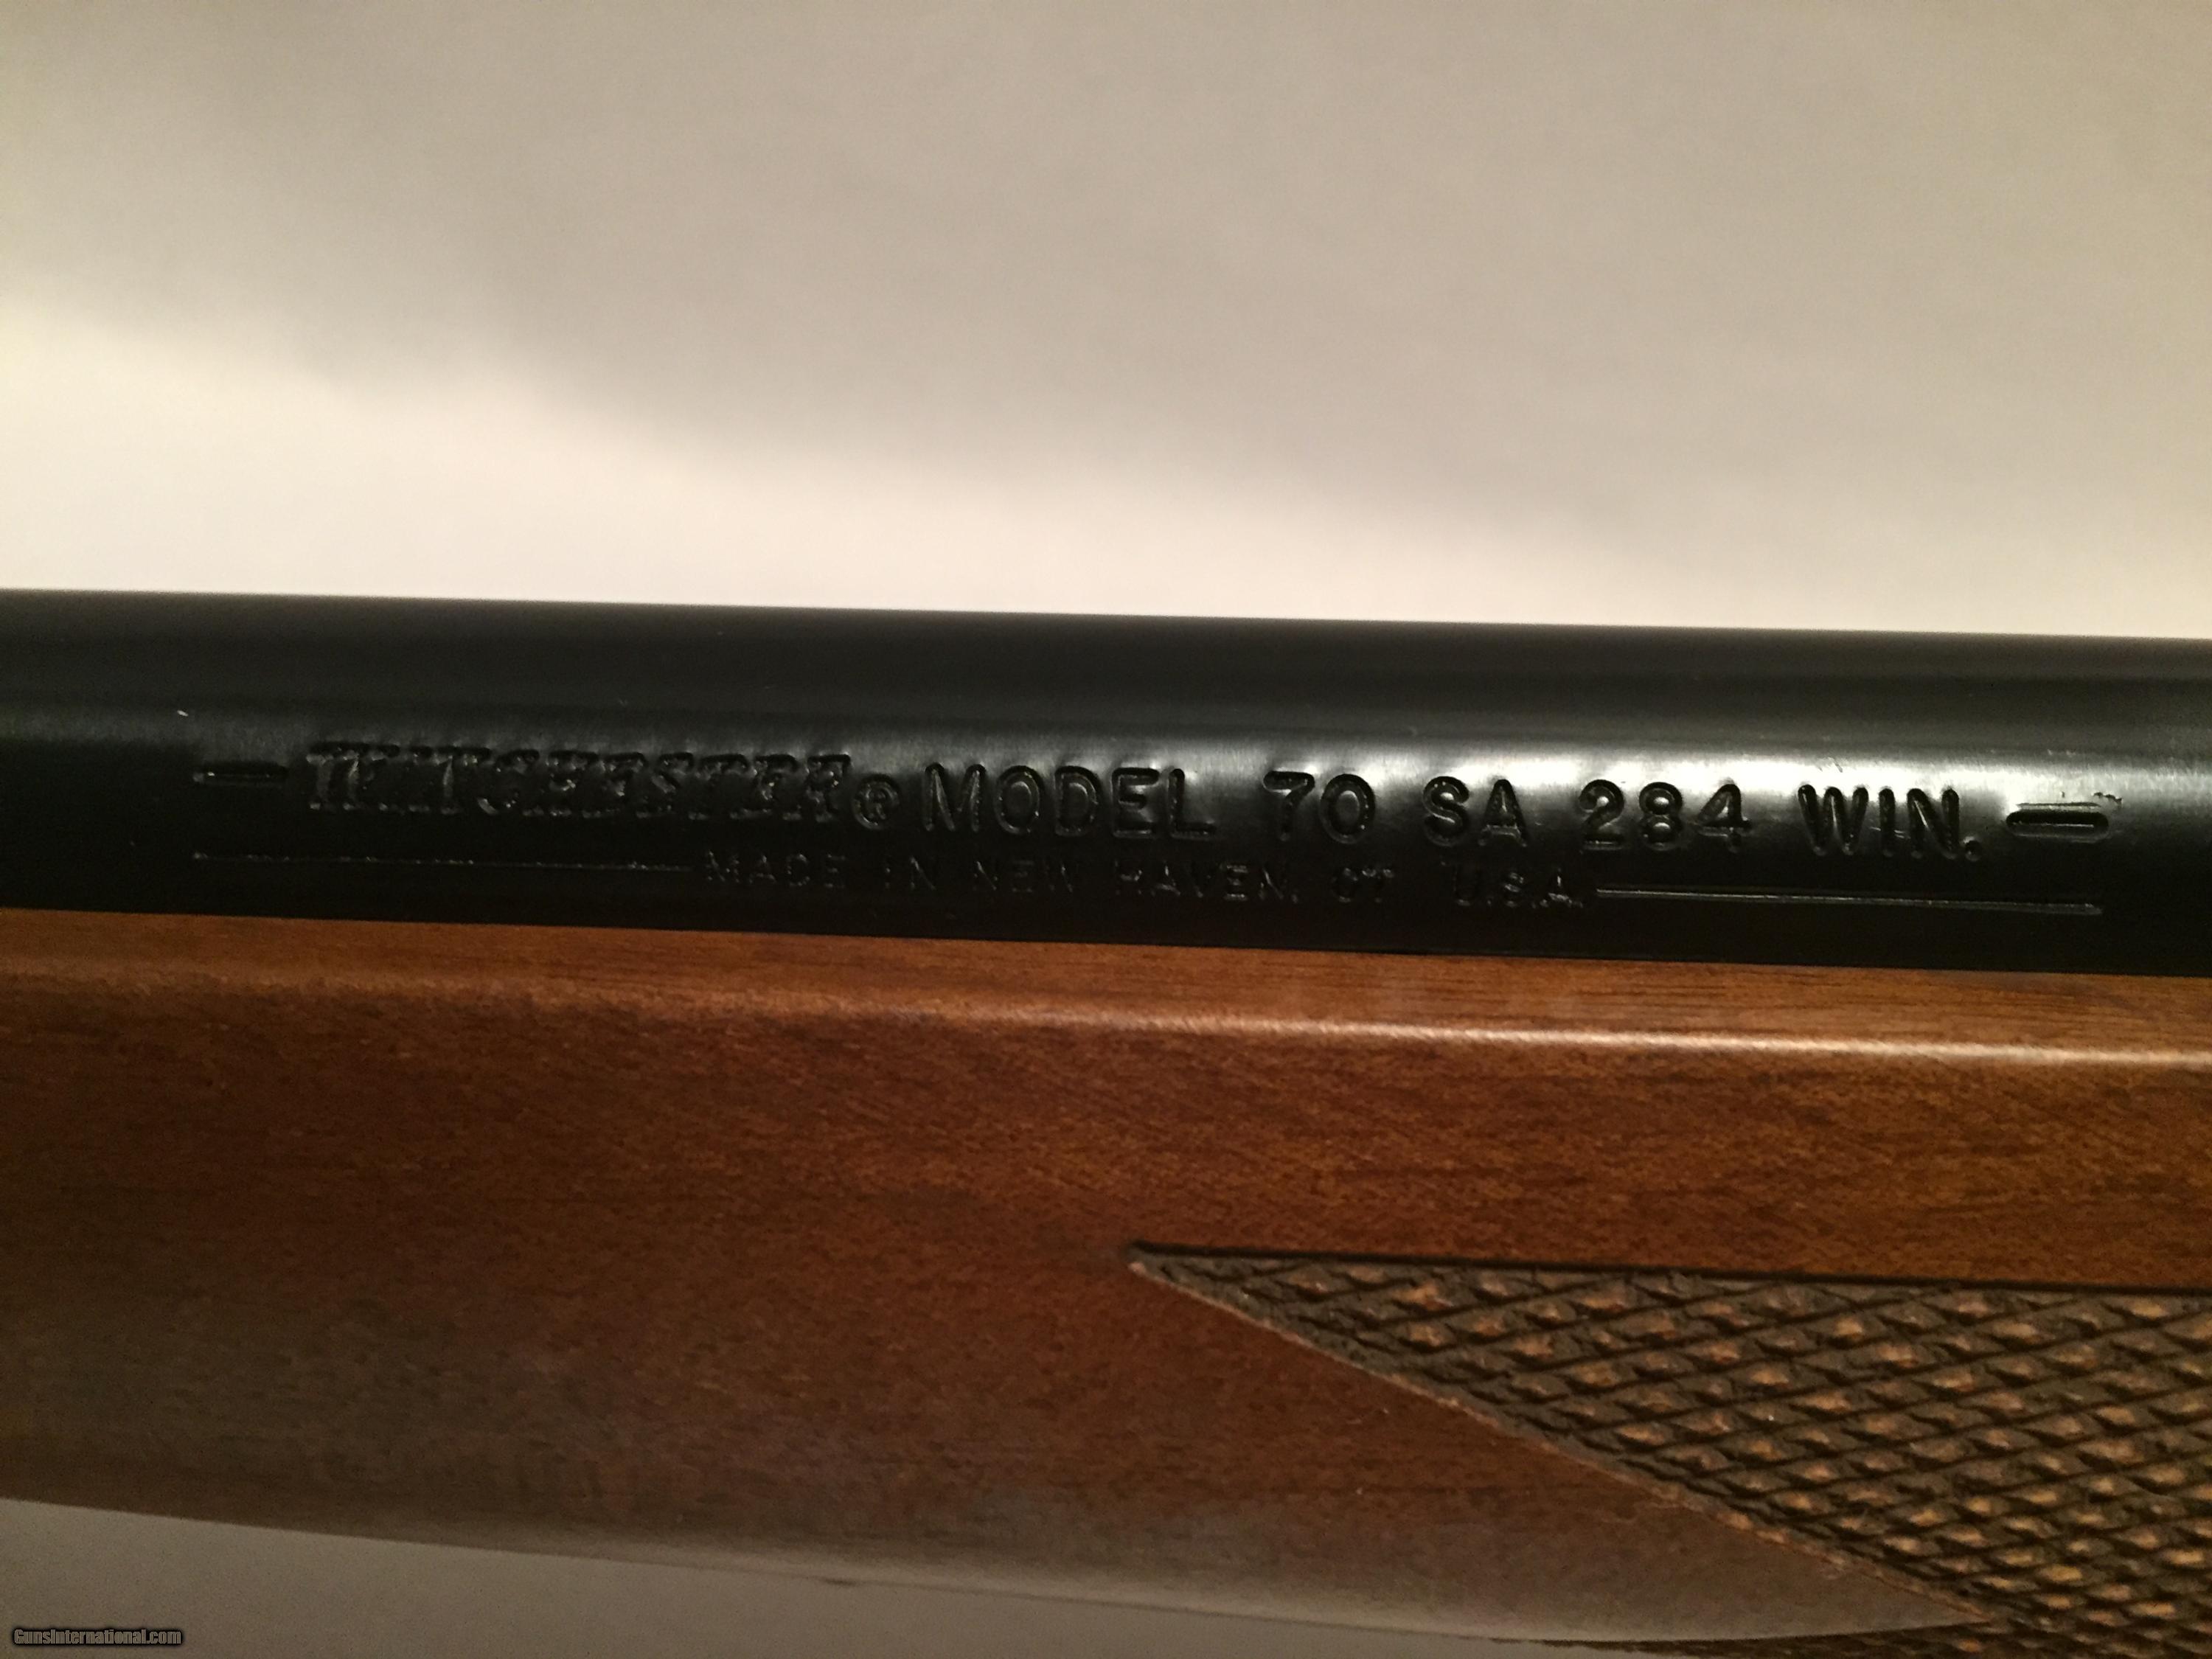 WINCHESTER® MODEL 70 SA 284 WIN.
MADE IN NEW HAVEN, CT U.S.A.
GunsInternational.com